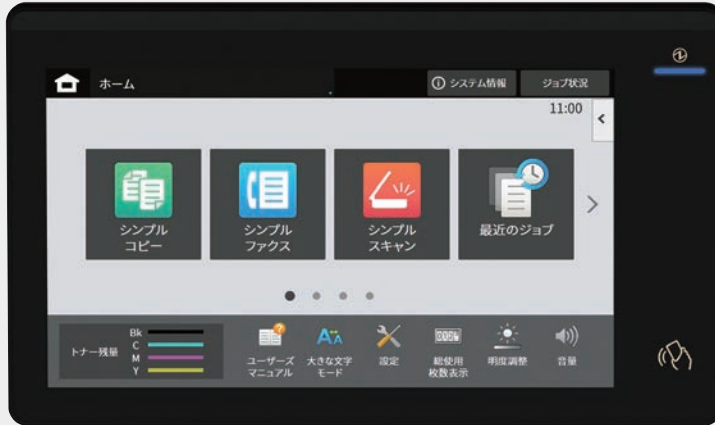 ホーム
システム情報
ジョブ状況
11:00
シンプル
コピー
シンプル
ファクス
シンプル
スキャン
最近のジョブ
トナー残量
Bk
C
M
Y
ユーザーズ
マニュアル
大きな文字
モード
設定
総使用
枚数表示
明度調整
音量